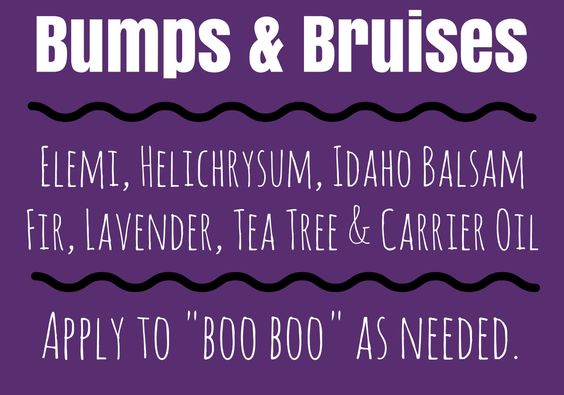 Bumps & Bruises
Elemi, Helichrysum, Idaho Balsam
Fir, Lavender, Tea Tree & Carrier Oil
Apply to "boo boo" as needed.